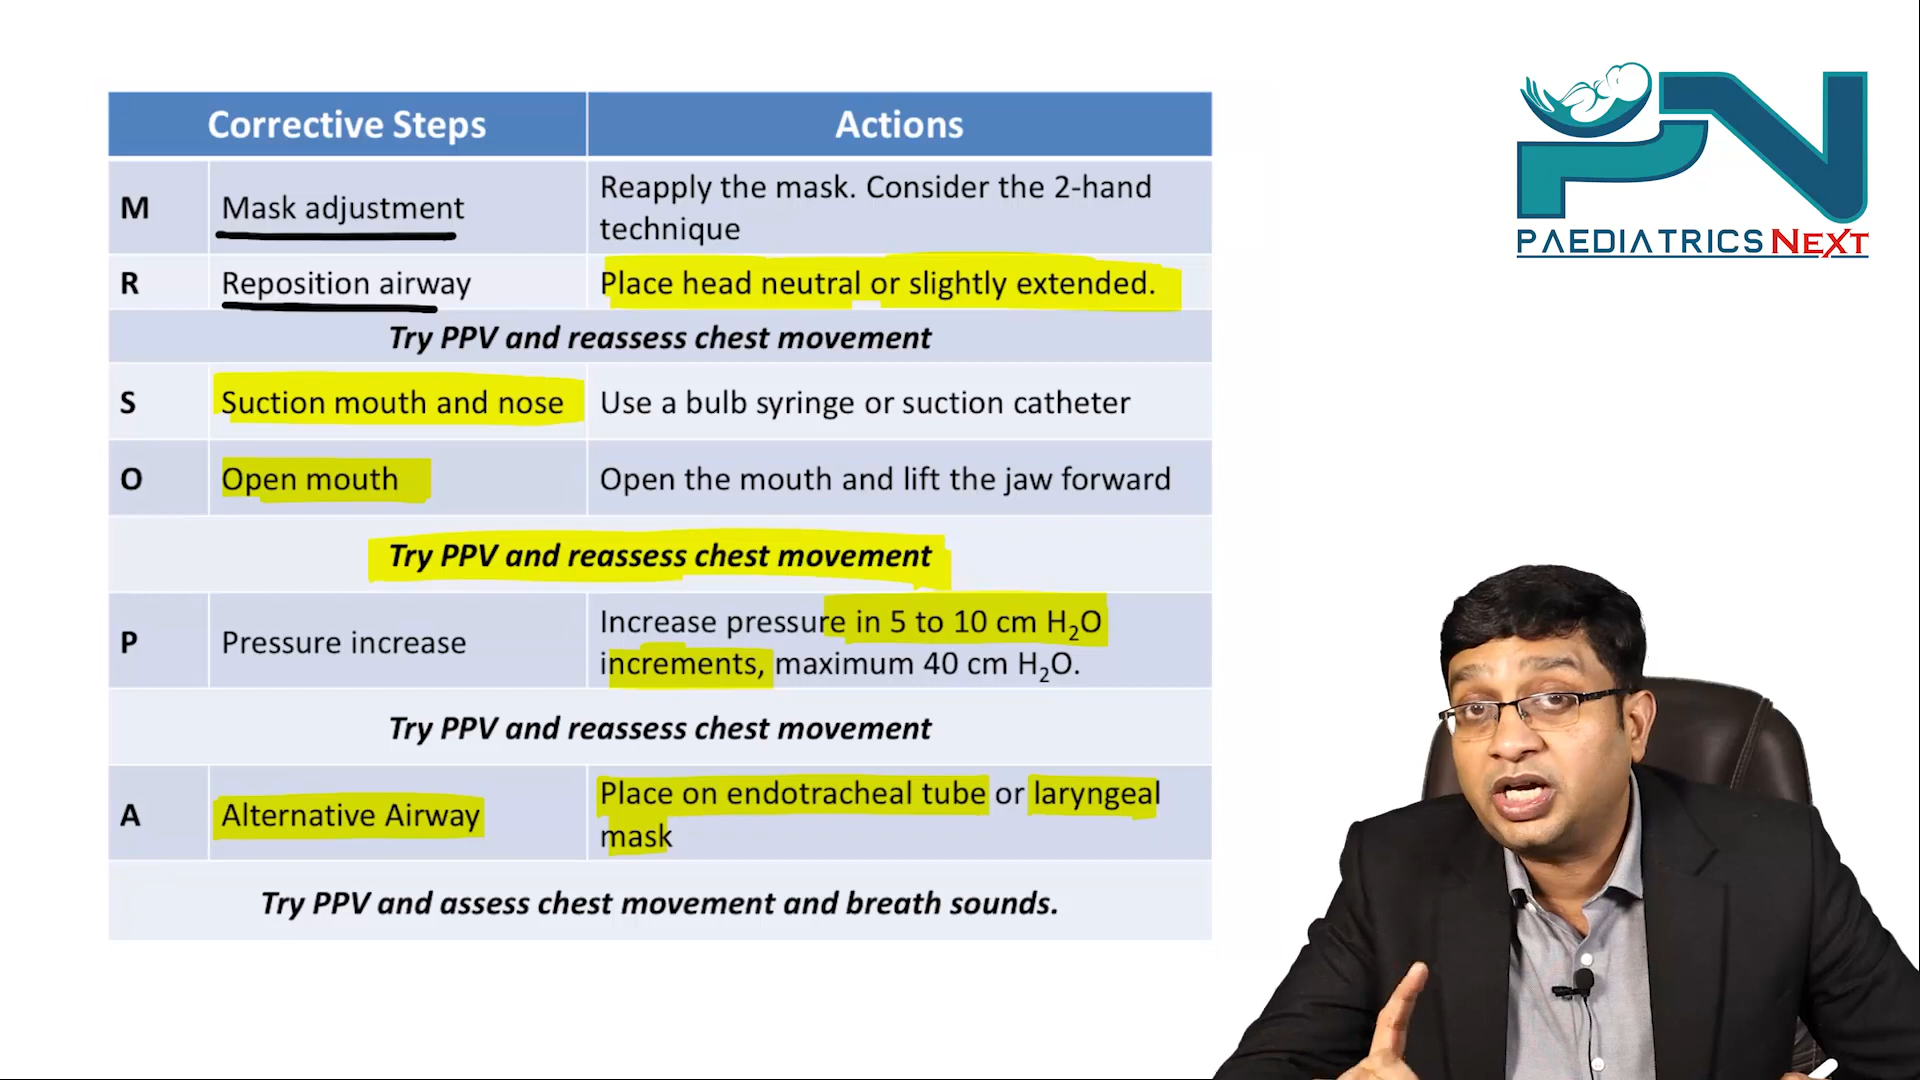 Corrective Steps Actions
M Mask adjustment Reapply the mask. Consider the 2-hand
technique
R Reposition airway Place head neutral or slightly extended.
Try PPV and reassess chest movement
S Suction mouth and nose Use a bulb syringe or suction catheter
O Open mouth Open the mouth and lift the jaw forward
Try PPV and reassess chest movement
P Pressure increase Increase pressure in 5 to 10 cm H₂O
increments, maximum 40 cm H₂O.
Try PPV and reassess chest movement
A Alternative Airway Place on endotracheal tube or laryngeal
mask
Try PPV and assess chest movement and breath sounds.
PN
PAEDIATRICS NEXT